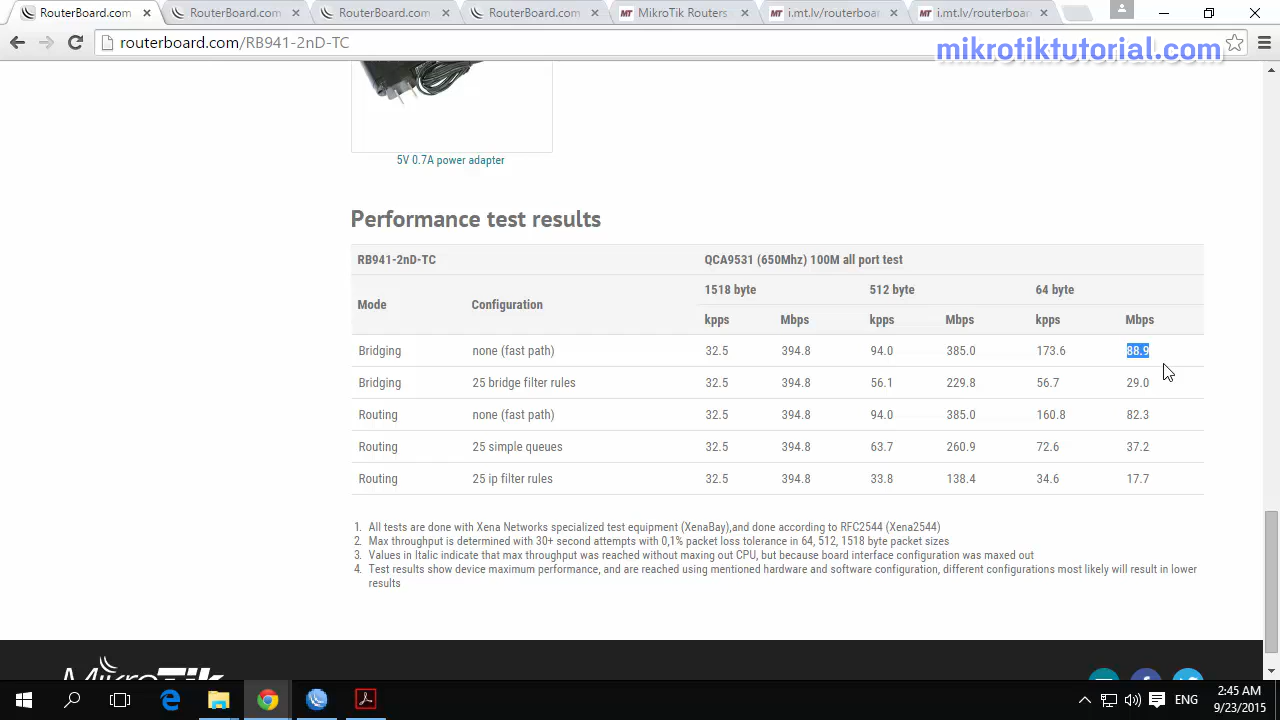 RouterBoard.com
RouterBoard.com
RouterBoard.com
RouterBoard.com
MikroTik Routers
i.mt.lv/routerboar
i.mt.lv/routerboar
routerboard.com/RB941-2nD-TC
mikrotiktutorial.com
5V 0.7A power adapter
Performance test results
RB941-2nD-TC QCA9531 (650Mhz) 100M all port test
Mode Configuration 1518 byte 512 byte 64 byte
kpps Mbps kpps Mbps kpps Mbps
Bridging none (fast path) 32.5 394.8 94.0 385.0 173.6 88.9
Bridging 25 bridge filter rules 32.5 394.8 56.1 229.8 56.7 29.0
Routing none (fast path) 32.5 394.8 94.0 385.0 160.8 82.3
Routing 25 simple queues 32.5 394.8 63.7 260.9 72.6 37.2
Routing 25 ip filter rules 32.5 394.8 33.8 138.4 34.6 17.7
1. All tests are done with Xena Networks specialized test equipment (XenaBay),and done according to RFC2544 (Xena2544)
2. Max throughput is determined with 30+ second attempts with 0,1% packet loss tolerance in 64, 512, 1518 byte packet sizes
3. Values in Italic indicate that max throughput was reached without maxing out CPU, but because board interface configuration was maxed out
4. Test results show device maximum performance, and are reached using mentioned hardware and software configuration, different configurations most likely will result in lower
results
MikroTik
ENG
2:45 AM
9/23/2015